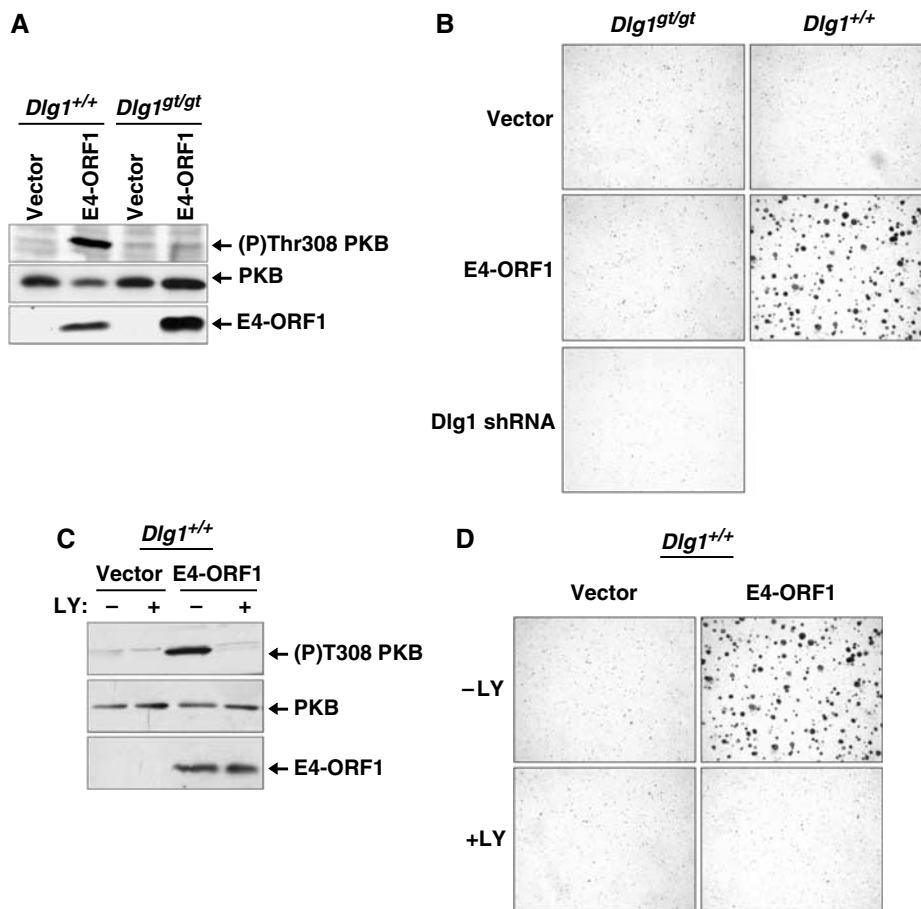 A
Dlg1+/+ Dlg1gt/gt
Vector E4-ORF1 Vector E4-ORF1
(P)Thr308 PKB
PKB
E4-ORF1
B
Dlg1gt/gt Dlg1+/+
Vector
E4-ORF1
Dlg1 shRNA
C
Dlg1+/+
Vector E4-ORF1
LY: – + – +
(P)T308 PKB
PKB
E4-ORF1
D
Dlg1+/+
Vector E4-ORF1
–LY
+LY